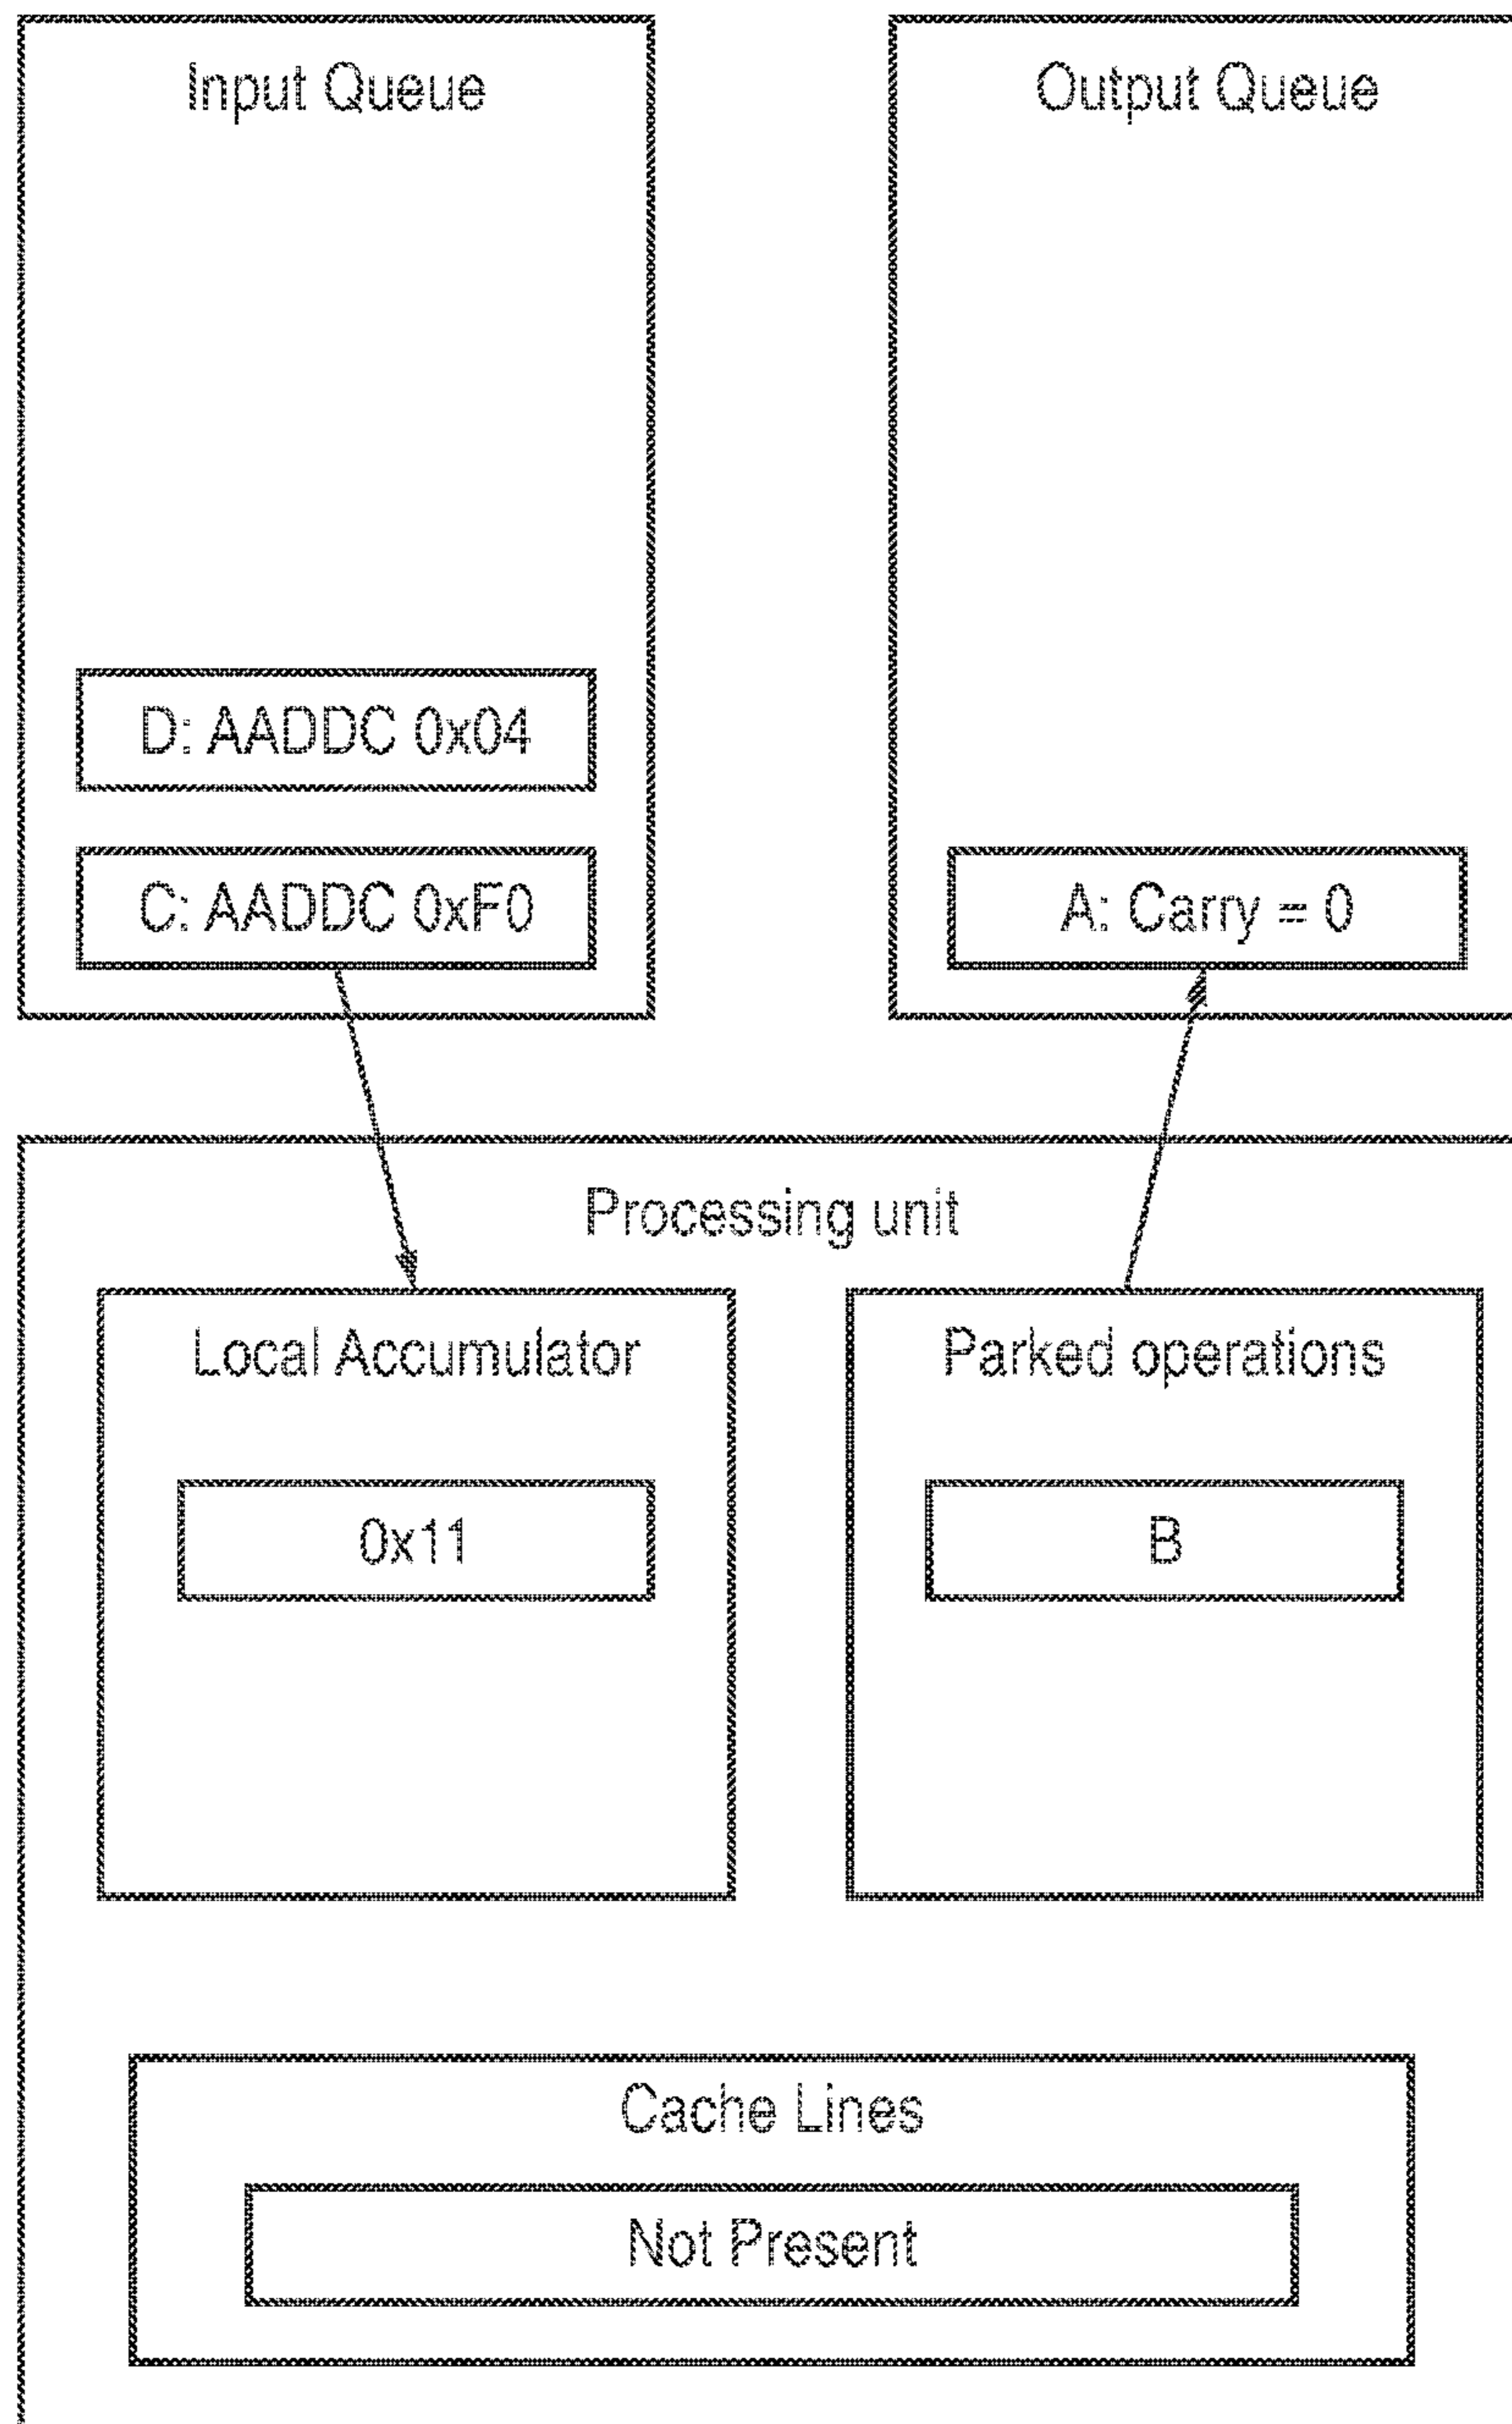 Input Queue
Output Queue
D: AADDC 0x04
C: AADDC 0xF0
A: Carry = 0
Processing unit
Local Accumulator
Parked operations
0x11
B
Cache Lines
Not Present